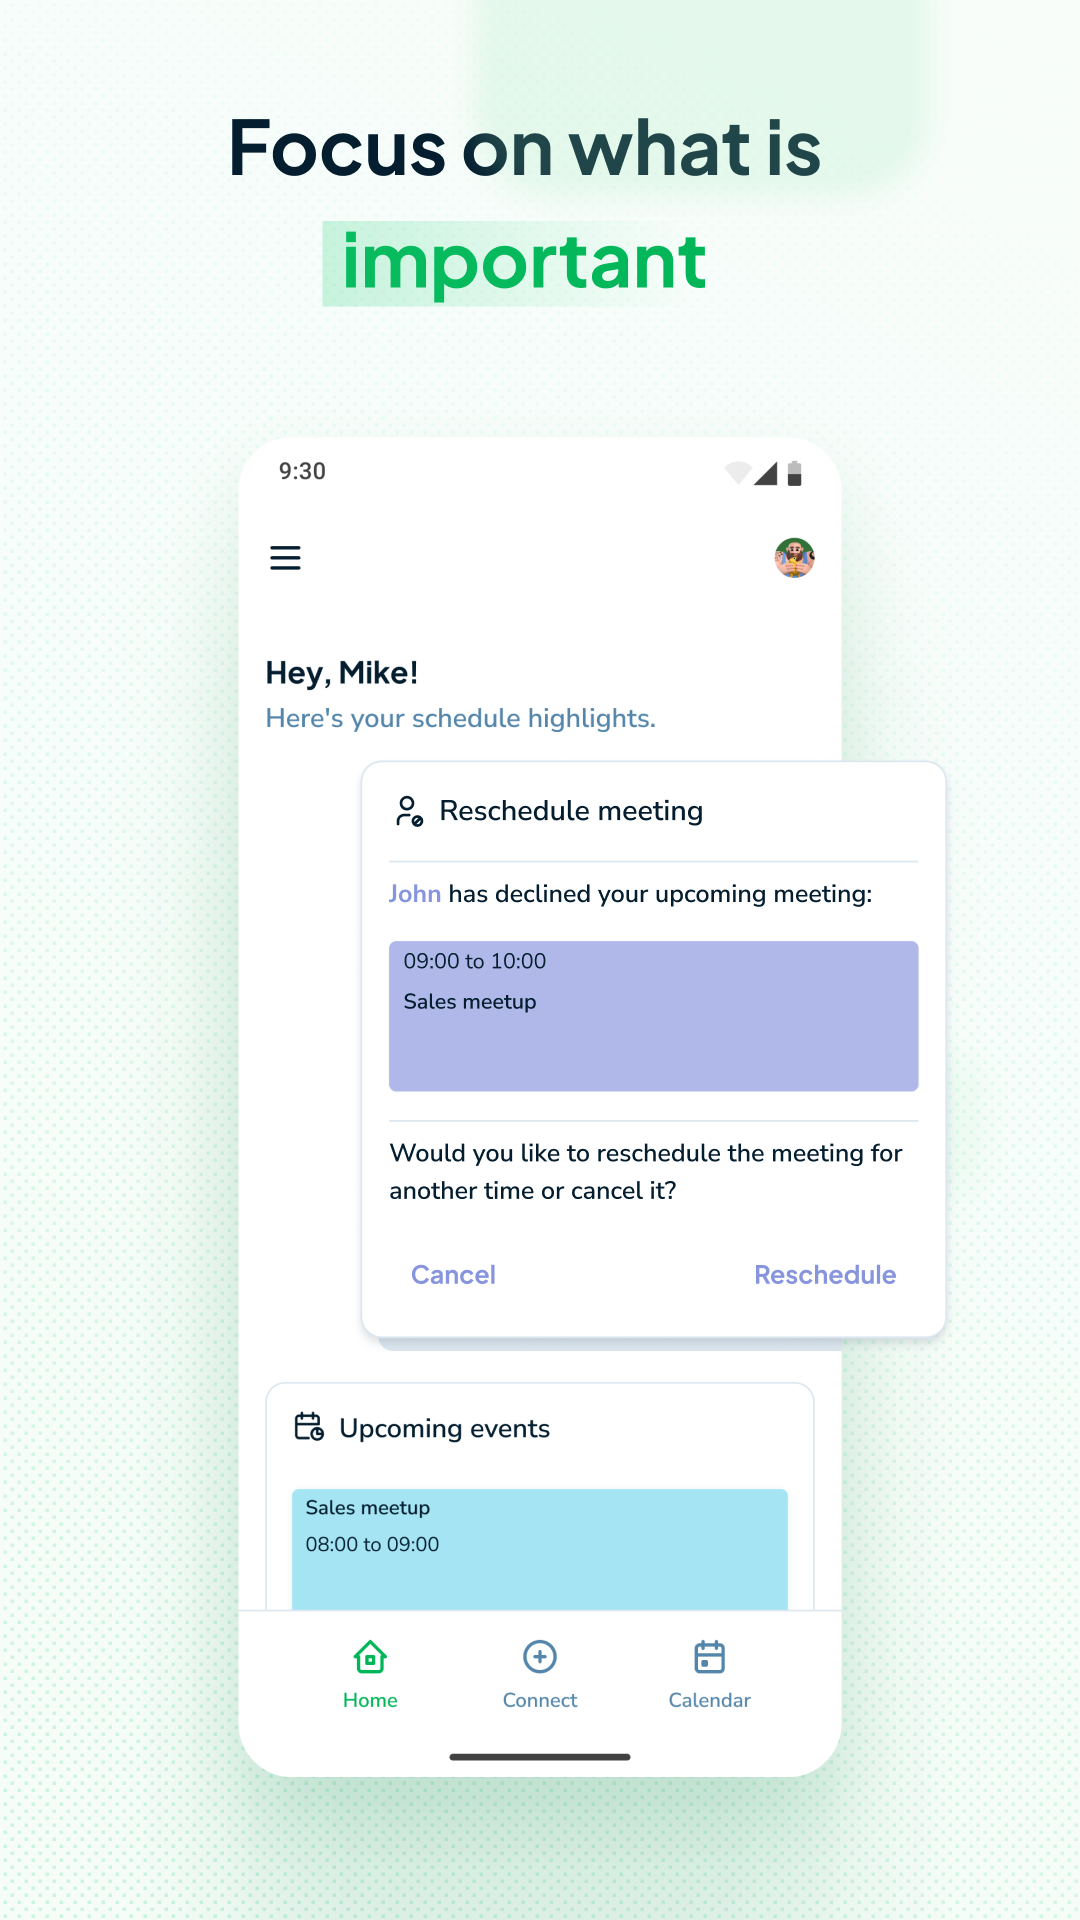 Focus on what is
important
9:30
Hey, Mike!
Here's your schedule highlights.
Reschedule meeting
John has declined your upcoming meeting:
09:00 to 10:00
Sales meetup
Would you like to reschedule the meeting for
another time or cancel it?
Cancel
Reschedule
Upcoming events
Sales meetup
08:00 to 09:00
Home
Connect
Calendar